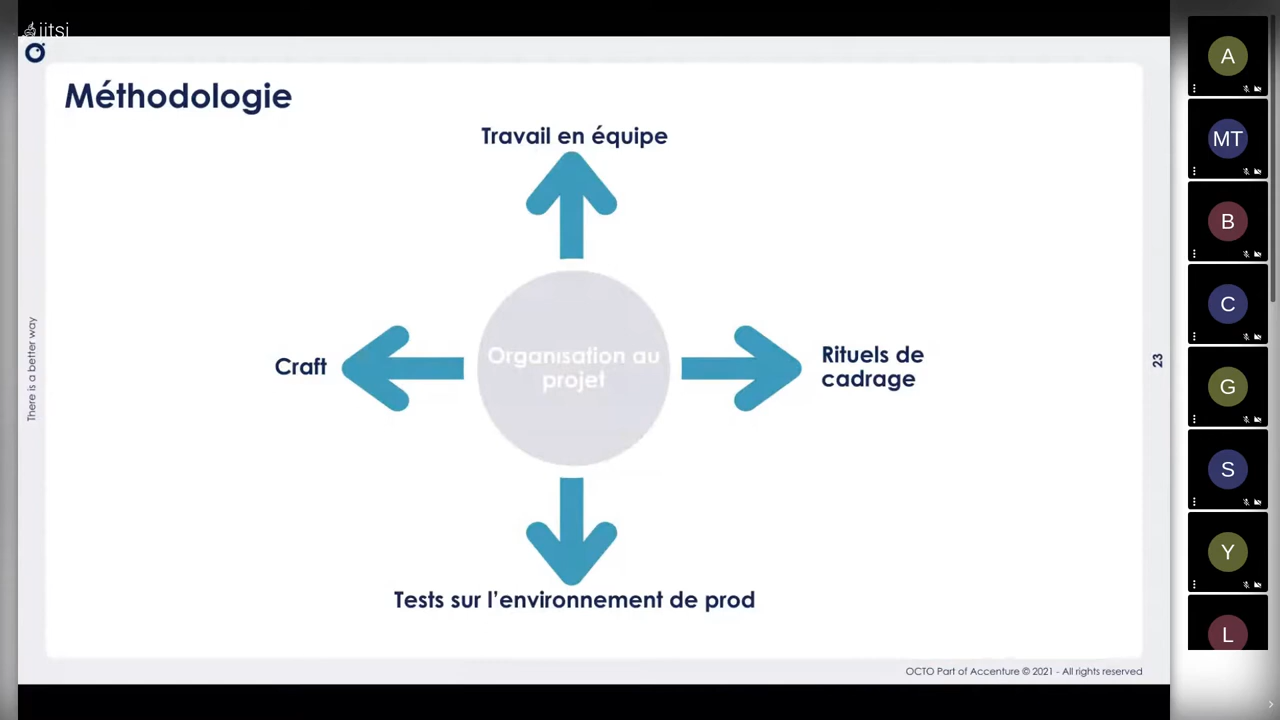 jitsi
Méthodologie
Travail en équipe
Craft
Organisation au
projet
Rituels de
cadrage
Tests sur l'environnement de prod
There is a better way
23
OCTO Part of Accenture © 2021 - All rights reserved
A
MT
B
C
G
S
Y
L